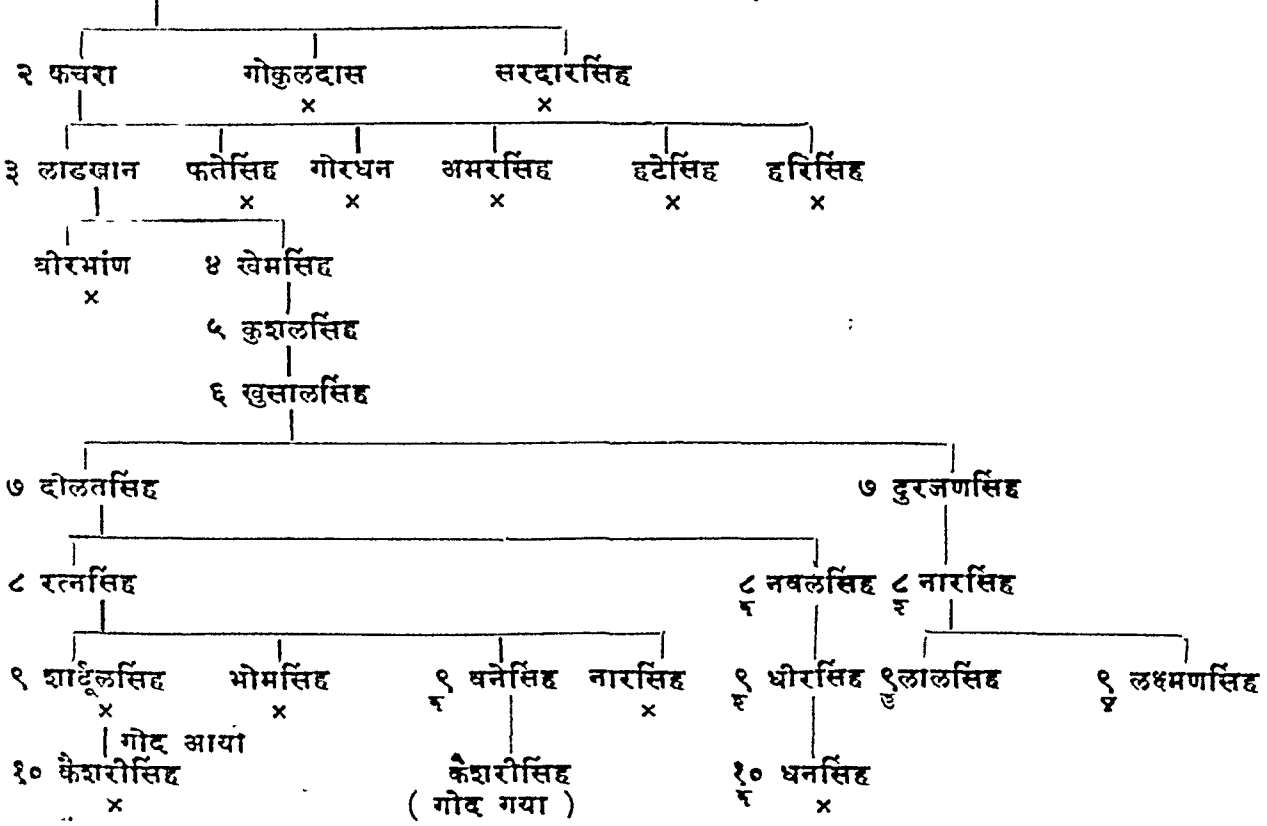 २ कचरा गोकुलदास सरदारसिंह
× ×
३ लाडखान फतेसिंह गोरधन अमरसिंह हटेसिंह हरिसिंह
× × × × ×
वीरभांण ४ खेमसिंह
×
५ कुशलसिंह
६ खुसालसिंह
७ दोलतसिंह ७ दुरजणसिंह
८ रत्नसिंह ८ नवलसिंह ८ नारसिंह
९ शार्दूलसिंह भोमसिंह ९ वनेसिंह नारसिंह ९ धीरसिंह ९ लालसिंह ९ लक्ष्मणसिंह
× × ×
गोद आया
१० कैशरीसिंह कैशरीसिंह १० धनसिंह
× ( गोद गया ) ×